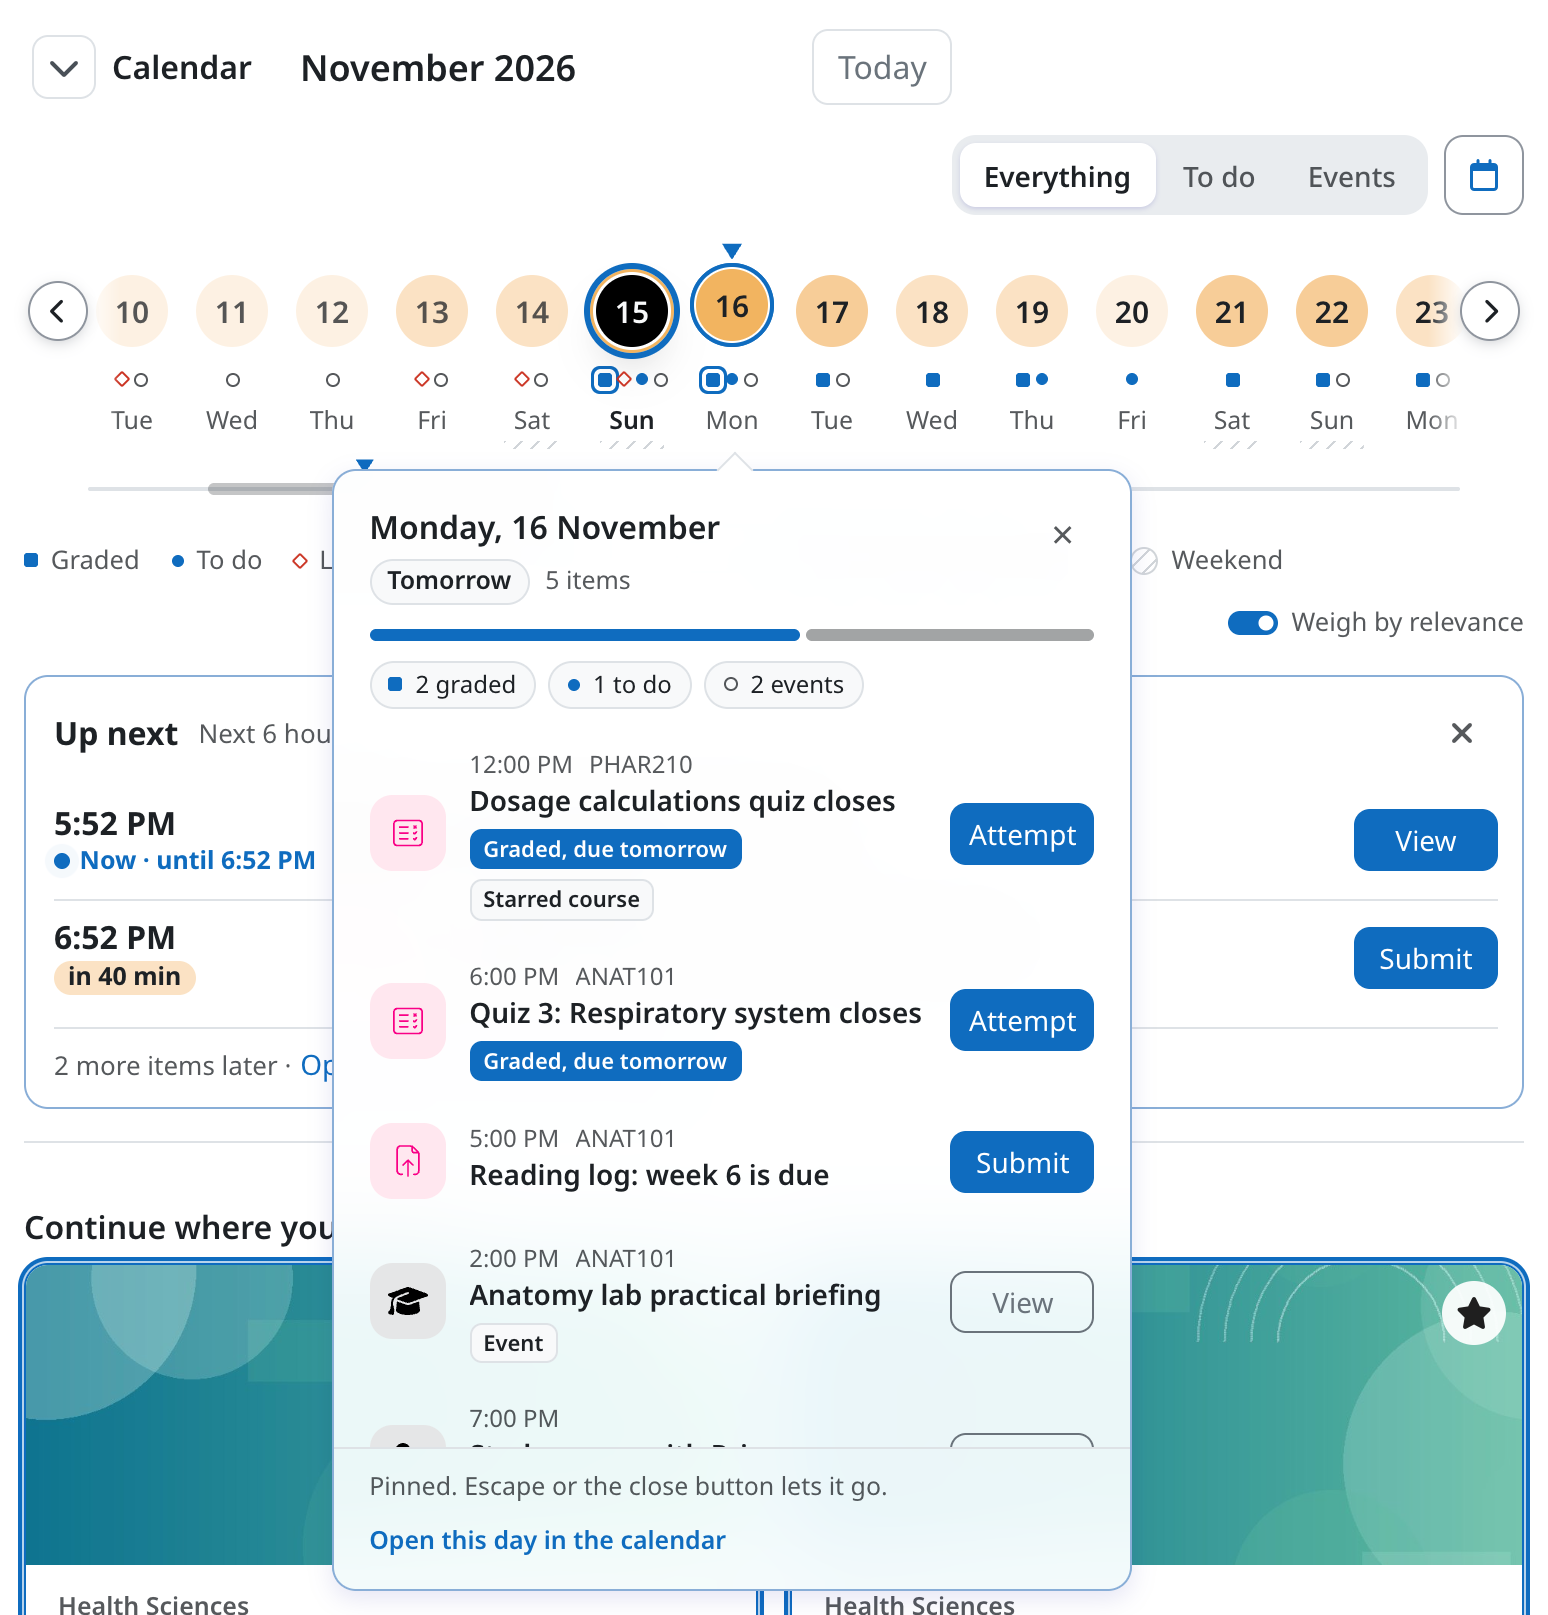 Calendar November 2026 Today
Everything To do Events
10 11 12 13 14 15 16 17 18 19 20 21 22 23
Tue Wed Thu Fri Sat Sun Mon Tue Wed Thu Fri Sat Sun Mon
Graded To do L Weekend
Weigh by relevance
Monday, 16 November
Tomorrow 5 items
2 graded 1 to do 2 events
12:00 PM PHAR210
Dosage calculations quiz closes
Graded, due tomorrow
Starred course
Attempt
6:00 PM ANAT101
Quiz 3: Respiratory system closes
Graded, due tomorrow
Attempt
5:00 PM ANAT101
Reading log: week 6 is due
Submit
2:00 PM ANAT101
Anatomy lab practical briefing
Event
View
7:00 PM
Pinned. Escape or the close button lets it go.
Open this day in the calendar
Up next Next 6 hou
5:52 PM
Now · until 6:52 PM
View
6:52 PM
in 40 min
Submit
2 more items later · Op
Continue where you
Health Sciences
Health Sciences